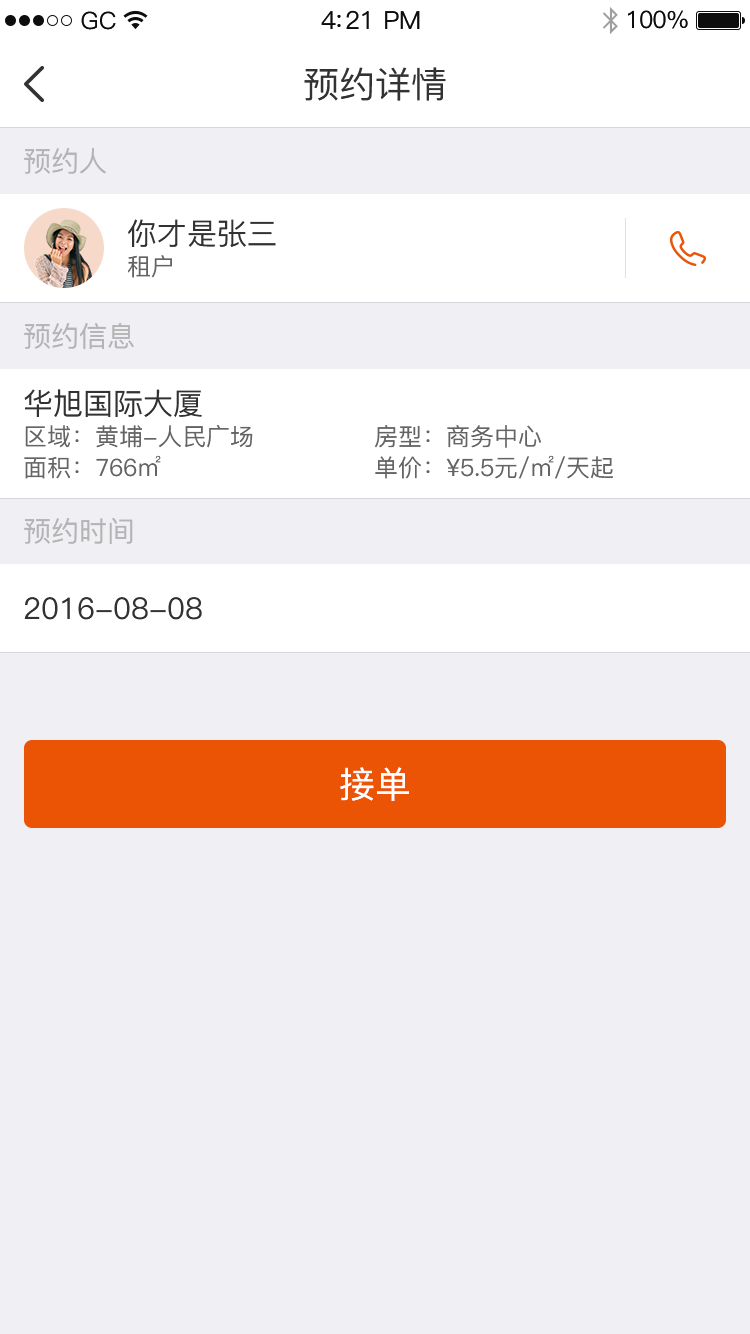 GC 4:21 PM 100%
预约详情
预约人
你才是张三
租户
预约信息
华旭国际大厦
区域：黄埔–人民广场 房型：商务中心
面积：766㎡ 单价：¥5.5元/㎡/天起
预约时间
2016–08–08
接单